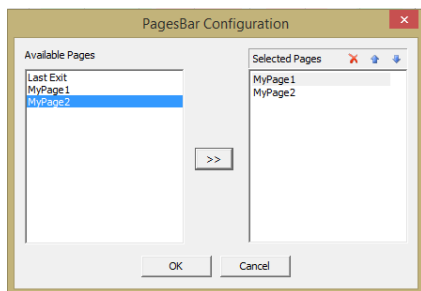 PagesBar Configuration
Available Pages
Last Exit
MyPage1
MyPage2
>>
Selected Pages
MyPage1
MyPage2
OK
Cancel